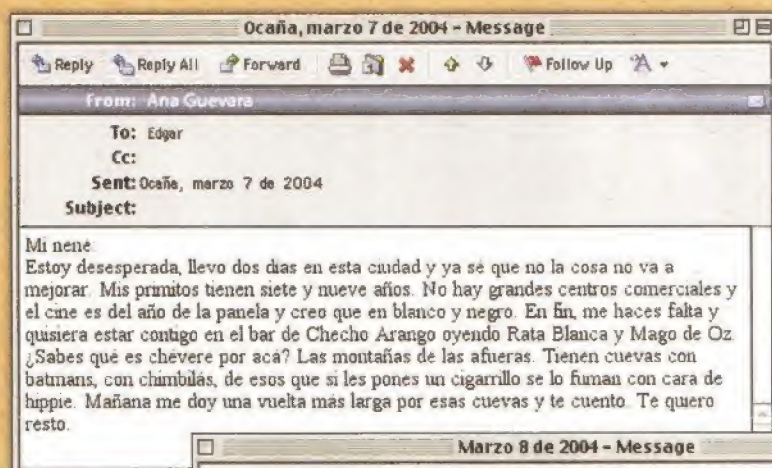 Ocaña, marzo 7 de 2004 - Message
Reply Reply All Forward Follow Up A
From: Ana Guevara
To: Edgar
Cc:
Sent: Ocaña, marzo 7 de 2004
Subject:
Mi nené:
Estoy desesperada, llevo dos días en esta ciudad y ya sé que no la cosa no va a
mejorar. Mis primitos tienen siete y nueve años. No hay grandes centros comerciales y
el cine es del año de la panela y creo que en blanco y negro. En fin, me haces falta y
quisiera estar contigo en el bar de Checho Arango oyendo Rata Blanca y Mago de Oz.
¿Sabes qué es chévere por acá? Las montañas de las afueras. Tienen cuevas con
batmans, con chimbilás, de esos que si les pones un cigarrillo se lo fuman con cara de
hippie. Mañana me doy una vuelta más larga por esas cuevas y te cuento. Te quiero
resto.
Marzo 8 de 2004 - Message